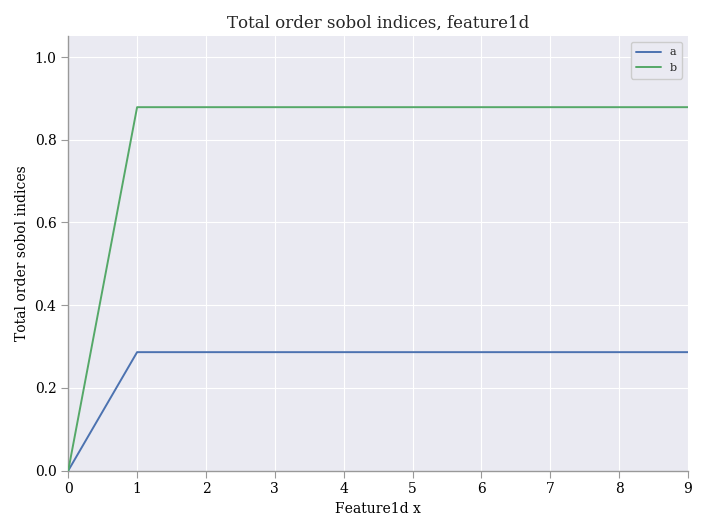 Total order sobol indices, feature1d
a
b
1.0
0.8
0.6
0.4
0.2
0.0
Total order sobol indices
0 1 2 3 4 5 6 7 8 9
Feature1d x